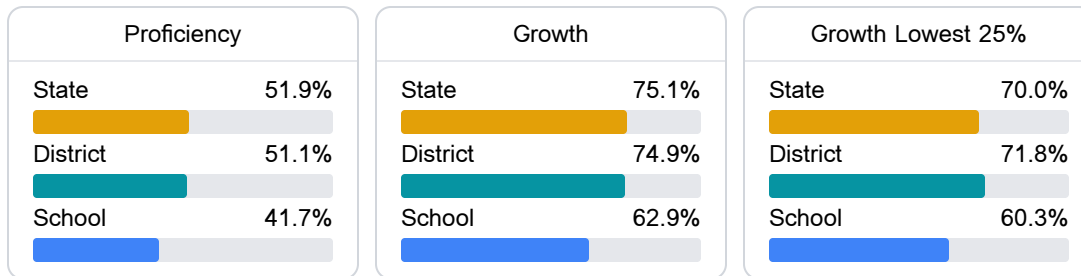 Proficiency
State 51.9%
District 51.1%
School 41.7%
Growth
State 75.1%
District 74.9%
School 62.9%
Growth Lowest 25%
State 70.0%
District 71.8%
School 60.3%